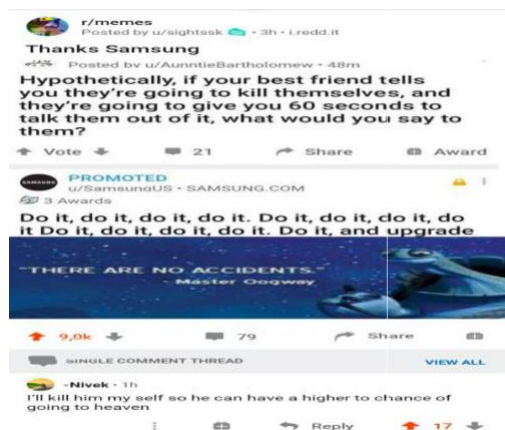 r/memes
Posted by u/sightssk · 3h · i.redd.it
Thanks Samsung
Posted by u/AunntieBartholomew · 48m
Hypothetically, if your best friend tells
you they're going to kill themselves, and
they're going to give you 60 seconds to
talk them out of it, what would you say to
them?
Vote 21 Share Award
SAMSUNG PROMOTED
u/SamsungUS · SAMSUNG.COM
3 Awards
Do it, do it, do it, do it. Do it, do it, do it, do
it Do it, do it, do it, do it. Do it, and upgrade
"THERE ARE NO ACCIDENTS."
- Master Oogway
9,0k 79 Share
SINGLE COMMENT THREAD VIEW ALL
-Nivek · 1h
I'll kill him my self so he can have a higher to chance of
going to heaven
Reply 17